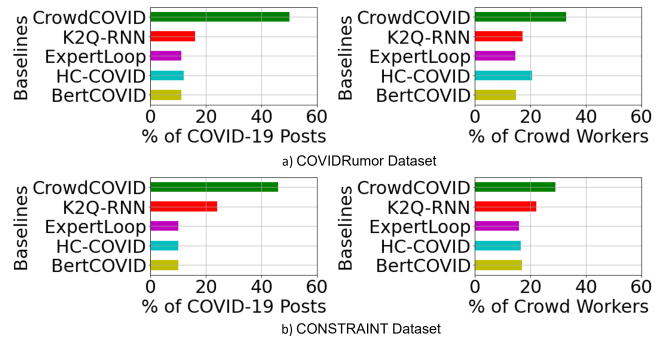 Baselines
CrowdCOVID
K2Q-RNN
ExpertLoop
HC-COVID
BertCOVID
0 20 40 60
% of COVID-19 Posts
Baselines
CrowdCOVID
K2Q-RNN
ExpertLoop
HC-COVID
BertCOVID
0 20 40 60
% of Crowd Workers
a) COVIDRumor Dataset
Baselines
CrowdCOVID
K2Q-RNN
ExpertLoop
HC-COVID
BertCOVID
0 20 40 60
% of COVID-19 Posts
Baselines
CrowdCOVID
K2Q-RNN
ExpertLoop
HC-COVID
BertCOVID
0 20 40 60
% of Crowd Workers
b) CONSTRAINT Dataset